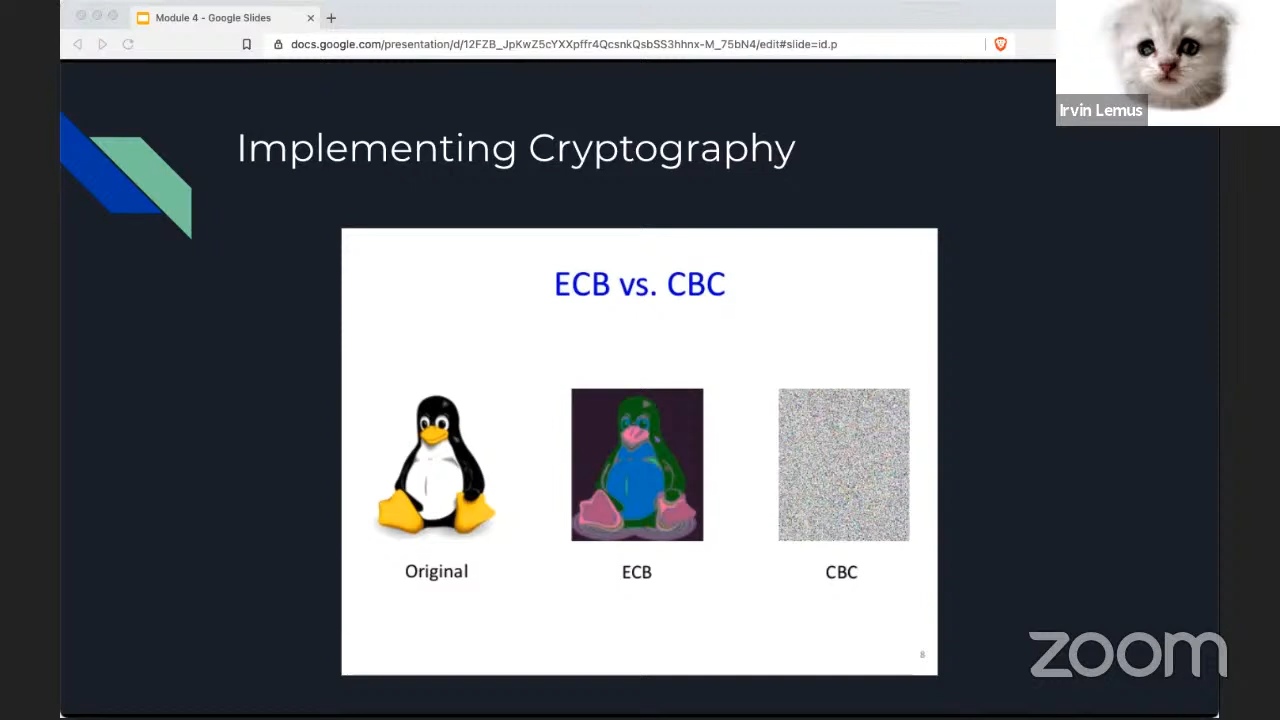 Module 4 - Google Slides
docs.google.com/presentation/d/12FZB_JpKwZ5cYXXpffr4QcsnkQsbSS3hhnx-M_75bN4/edit#slide=id.p
Irvin Lemus
Implementing Cryptography
ECB vs. CBC
Original
ECB
CBC
8
zoom